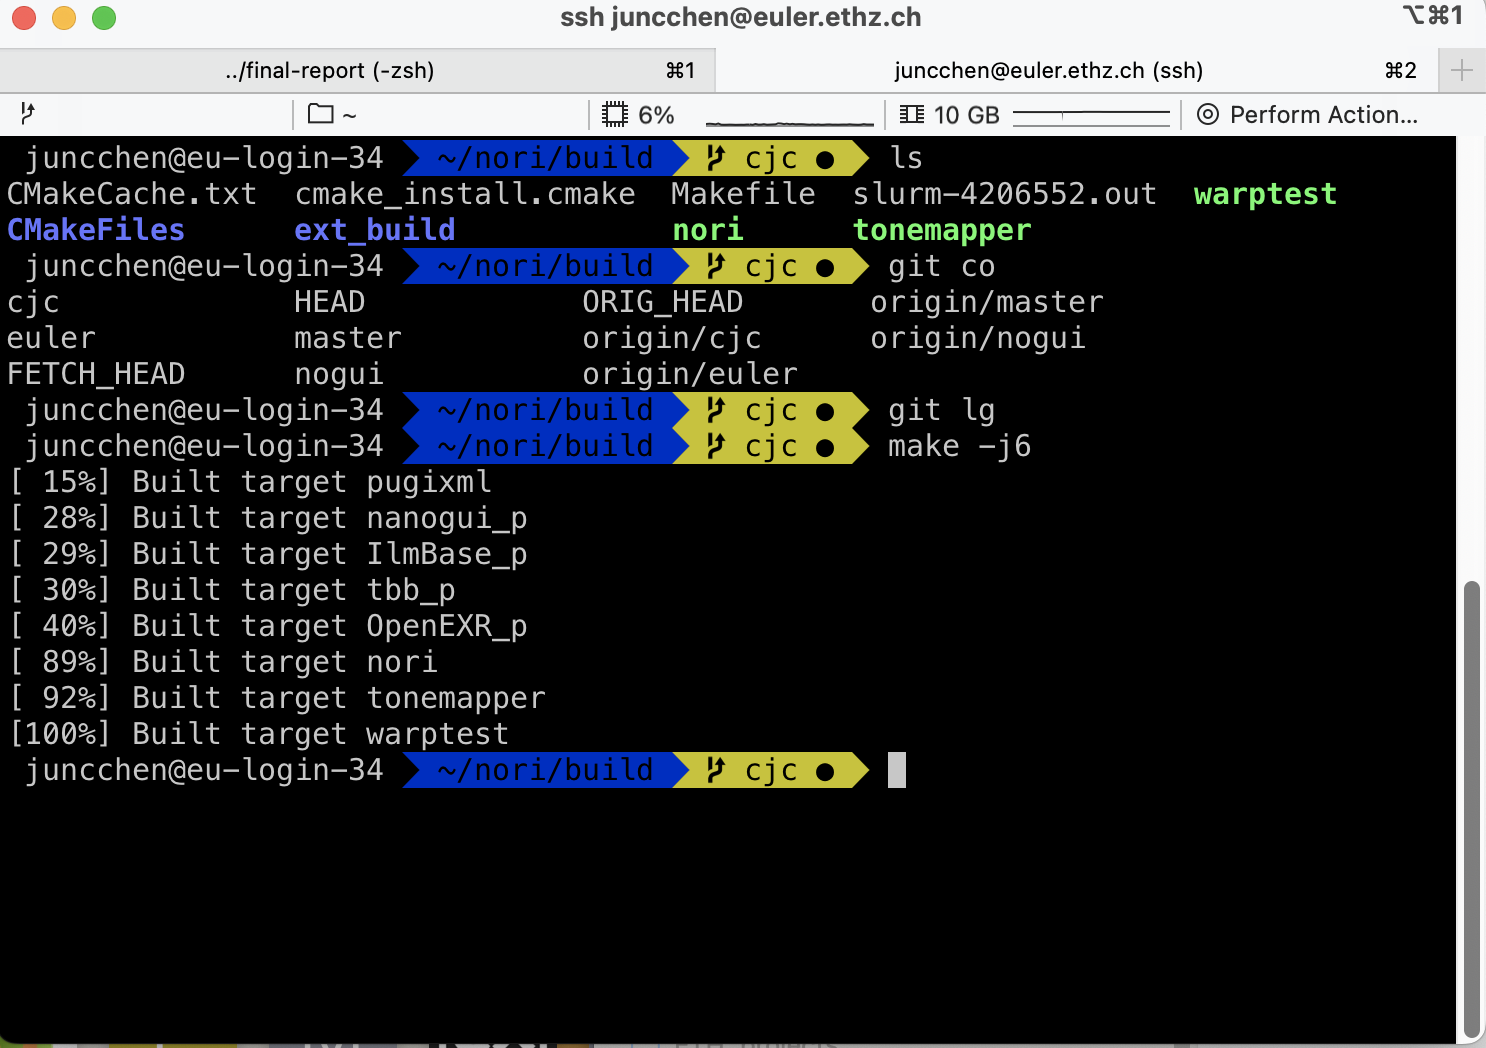 ssh juncchen@euler.ethz.ch ⌥⌘1
../final-report (-zsh) ⌘1 juncchen@euler.ethz.ch (ssh) ⌘2
~ 6% 10 GB Perform Action...
juncchen@eu-login-34 ~/nori/build cjc ● ls
CMakeCache.txt cmake_install.cmake Makefile slurm-4206552.out warptest
CMakeFiles ext_build nori tonemapper
juncchen@eu-login-34 ~/nori/build cjc ● git co
cjc HEAD ORIG_HEAD origin/master
euler master origin/cjc origin/nogui
FETCH_HEAD nogui origin/euler
juncchen@eu-login-34 ~/nori/build cjc ● git lg
juncchen@eu-login-34 ~/nori/build cjc ● make -j6
[ 15%] Built target pugixml
[ 28%] Built target nanogui_p
[ 29%] Built target IlmBase_p
[ 30%] Built target tbb_p
[ 40%] Built target OpenEXR_p
[ 89%] Built target nori
[ 92%] Built target tonemapper
[100%] Built target warptest
juncchen@eu-login-34 ~/nori/build cjc ●